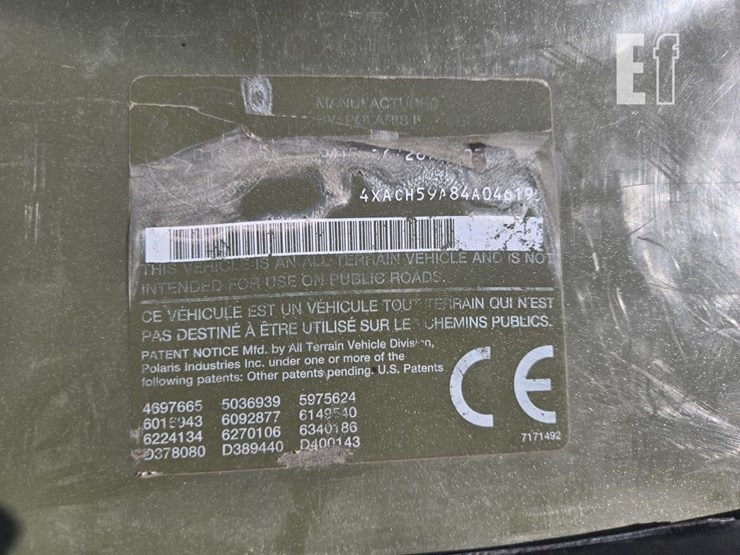 Ef
MANUFACTURED
BY POLARIS
4XACH59A84A04619
THIS VEHICLE IS AN ALL TERRAIN VEHICLE AND IS NOT
INTENDED FOR USE ON PUBLIC ROADS.
CE VÉHICULE EST UN VÉHICULE TOUT TERRAIN QUI N'EST
PAS DESTINÉ À ÊTRE UTILISÉ SUR LE CHEMINS PUBLICS.
PATENT NOTICE Mfd. by All Terrain Vehicle Division,
Polaris Industries Inc. under one or more of the
following patents: Other patents pending. U.S. Patents
4697665 5036939 5975624
6092877
6224134 6270106 6340186
D378080 D389440 D400143
CE
7171492